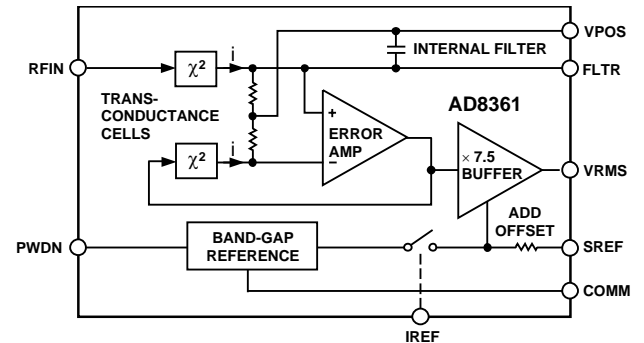 VPOS
INTERNAL FILTER
RFIN
χ² i
FLTR
TRANS-
CONDUCTANCE
CELLS
AD8361
+
ERROR
AMP
−
χ² i
× 7.5
BUFFER
VRMS
ADD
OFFSET
PWDN
BAND-GAP
REFERENCE
SREF
COMM
IREF